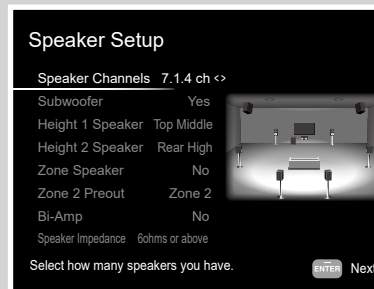 Speaker Setup
Speaker Channels 7.1.4 ch <>
Subwoofer Yes
Height 1 Speaker Top Middle
Height 2 Speaker Rear High
Zone Speaker No
Zone 2 Preout Zone 2
Bi-Amp No
Speaker Impedance 6ohms or above
Select how many speakers you have.
ENTER Next